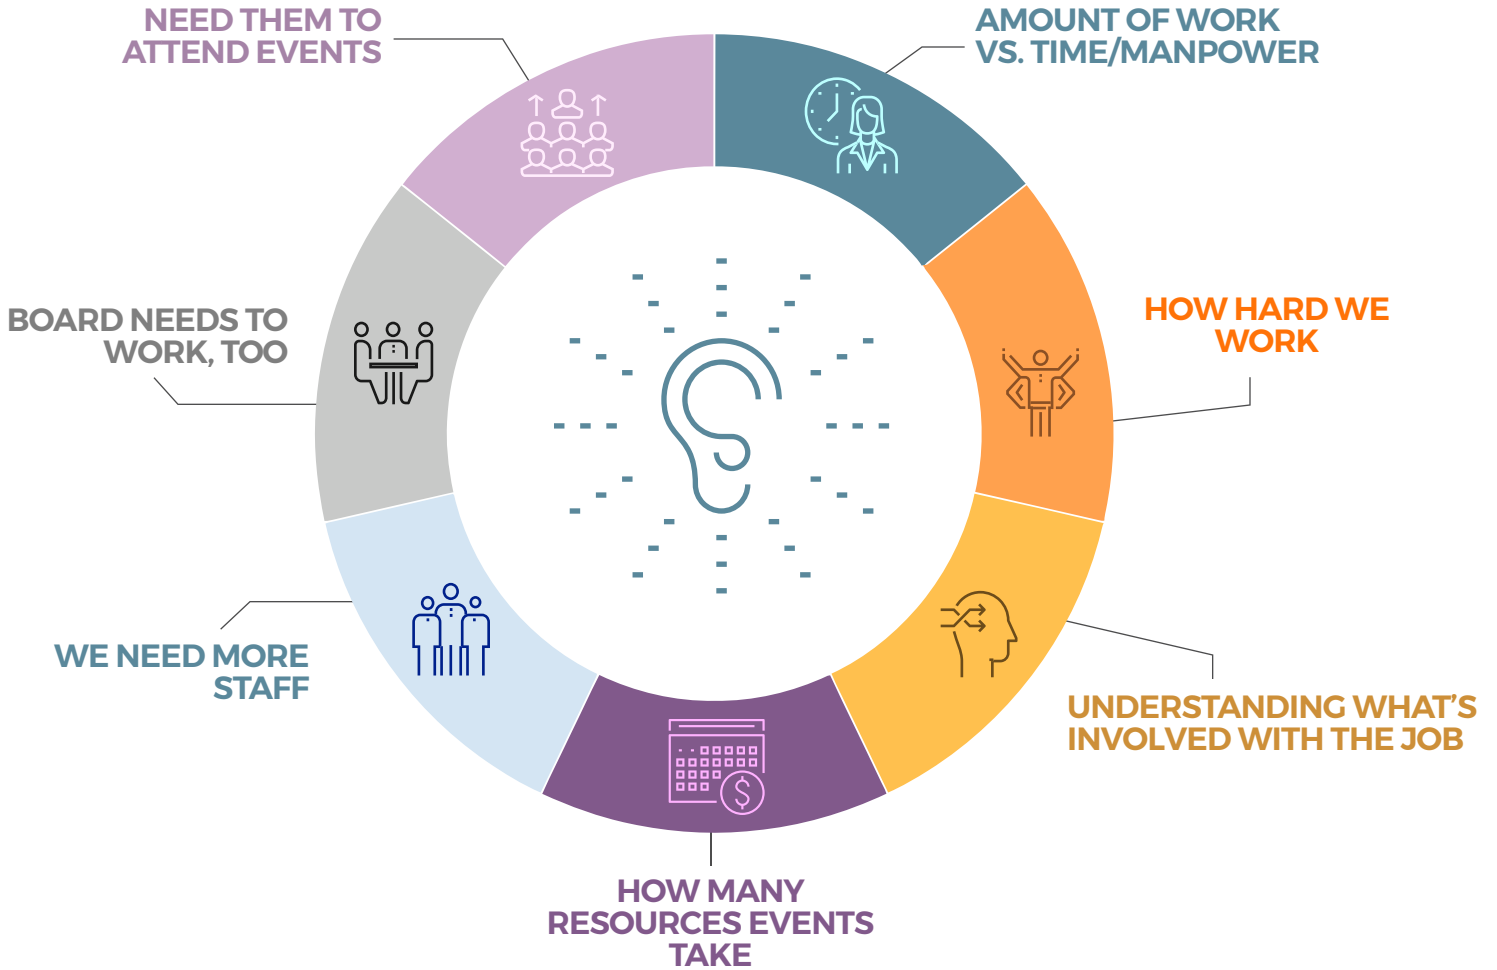 NEED THEM TO
ATTEND EVENTS
AMOUNT OF WORK
VS. TIME/MANPOWER
HOW HARD WE
WORK
BOARD NEEDS TO
WORK, TOO
WE NEED MORE
STAFF
UNDERSTANDING WHAT'S
INVOLVED WITH THE JOB
HOW MANY
RESOURCES EVENTS
TAKE
$